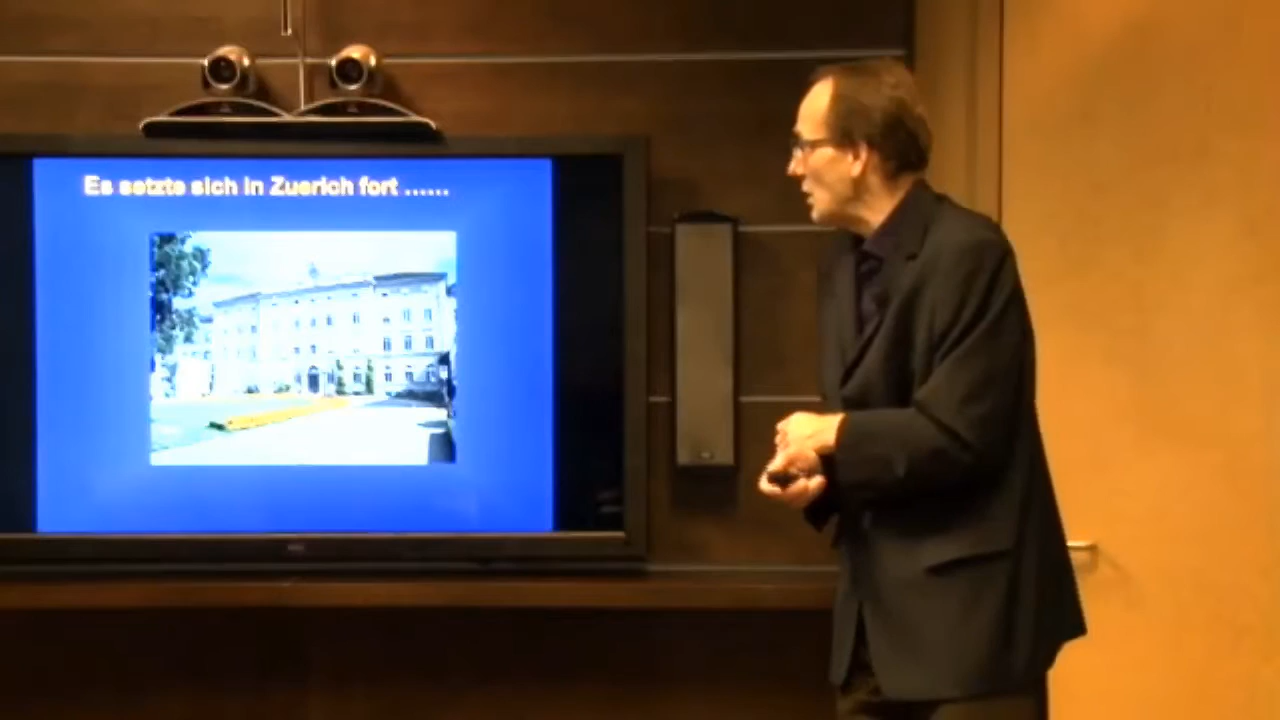 Es setzte sich in Zuerich fort ......